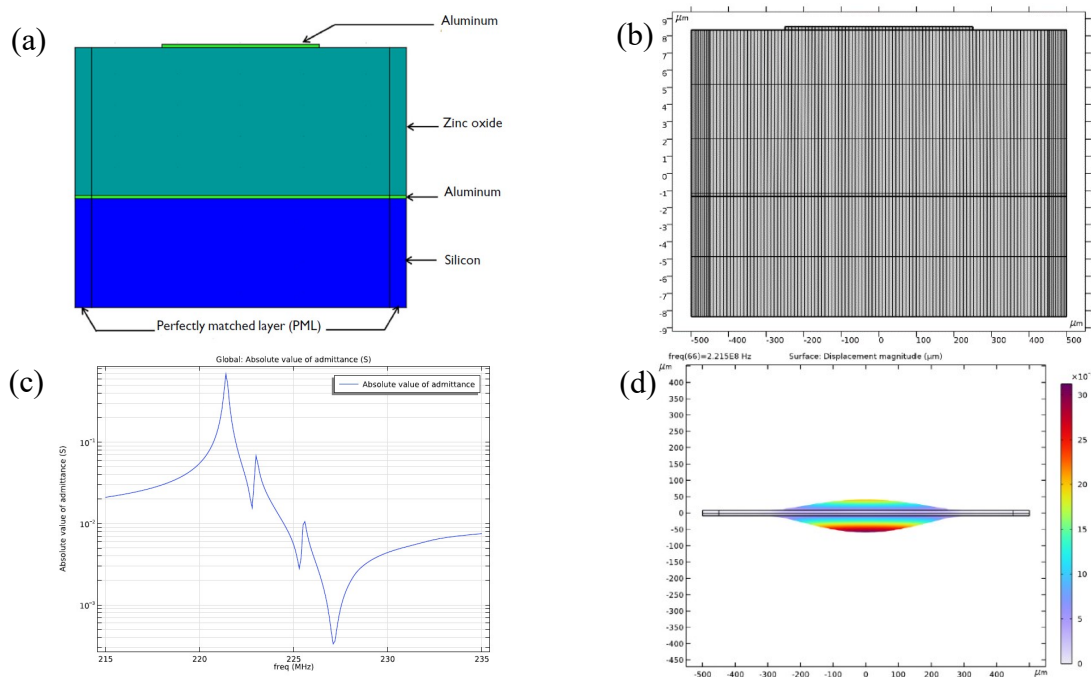 (a)
Aluminum
Zinc oxide
Aluminum
Silicon
Perfectly matched layer (PML)
(b)
µm
9
8
7
6
5
4
3
2
1
0
-1
-2
-3
-4
-5
-6
-7
-8
-9
µm
-500 -400 -300 -200 -100 0 100 200 300 400 500
(c)
Global: Absolute value of admittance (S)
Absolute value of admittance
Absolute value of admittance (S)
10⁻¹
10⁻²
10⁻³
215 220 225 230 235
freq (MHz)
(d)
freq(66)=2.215E8 Hz Surface: Displacement magnitude (µm)
µm
450
400
350
300
250
200
150
100
50
0
-50
-100
-150
-200
-250
-300
-350
-400
-450
-500 -400 -300 -200 -100 0 100 200 300 400 500
µm
30
20
10
0